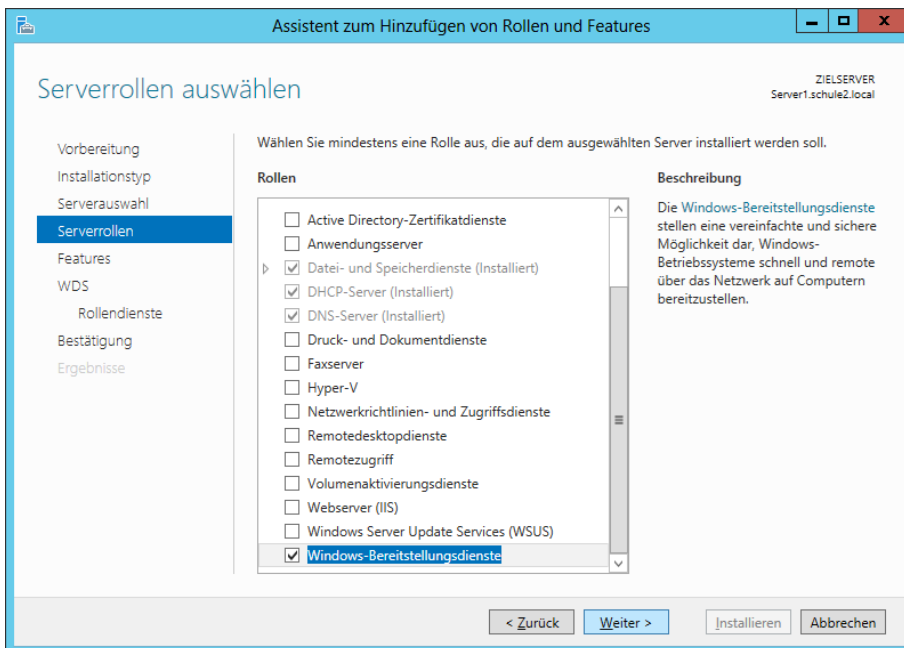 Assistent zum Hinzufügen von Rollen und Features
Serverrollen auswählen
ZIELSERVER
Server1.schule2.local
Vorbereitung
Installationstyp
Serverauswahl
Serverrollen
Features
WDS
Rollendienste
Bestätigung
Ergebnisse
Wählen Sie mindestens eine Rolle aus, die auf dem ausgewählten Server installiert werden soll.
Rollen
Active Directory-Zertifikatdienste
Anwendungsserver
Datei- und Speicherdienste (Installiert)
DHCP-Server (Installiert)
DNS-Server (Installiert)
Druck- und Dokumentdienste
Faxserver
Hyper-V
Netzwerkrichtlinien- und Zugriffsdienste
Remotedesktopdienste
Remotezugriff
Volumenaktivierungsdienste
Webserver (IIS)
Windows Server Update Services (WSUS)
Windows-Bereitstellungsdienste
Beschreibung
Die Windows-Bereitstellungsdienste
stellen eine vereinfachte und sichere
Möglichkeit dar, Windows-
Betriebssysteme schnell und remote
über das Netzwerk auf Computern
bereitzustellen.
< Zurück
Weiter >
Installieren
Abbrechen